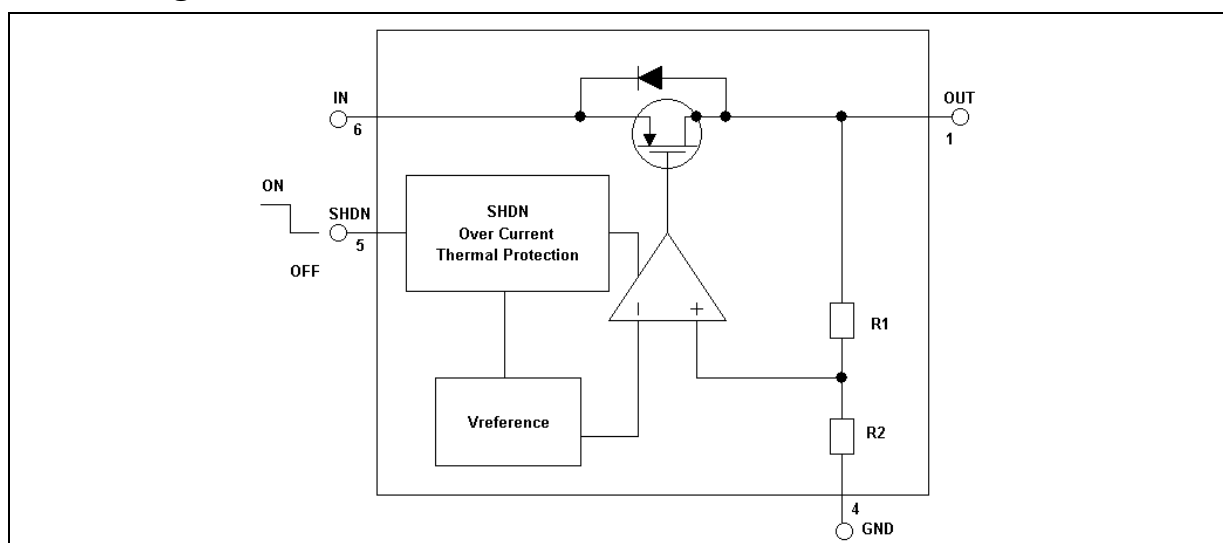 IN
6
OUT
1
ON
SHDN
5
OFF
SHDN
Over Current
Thermal Protection
− +
R1
Vreference
R2
4
GND